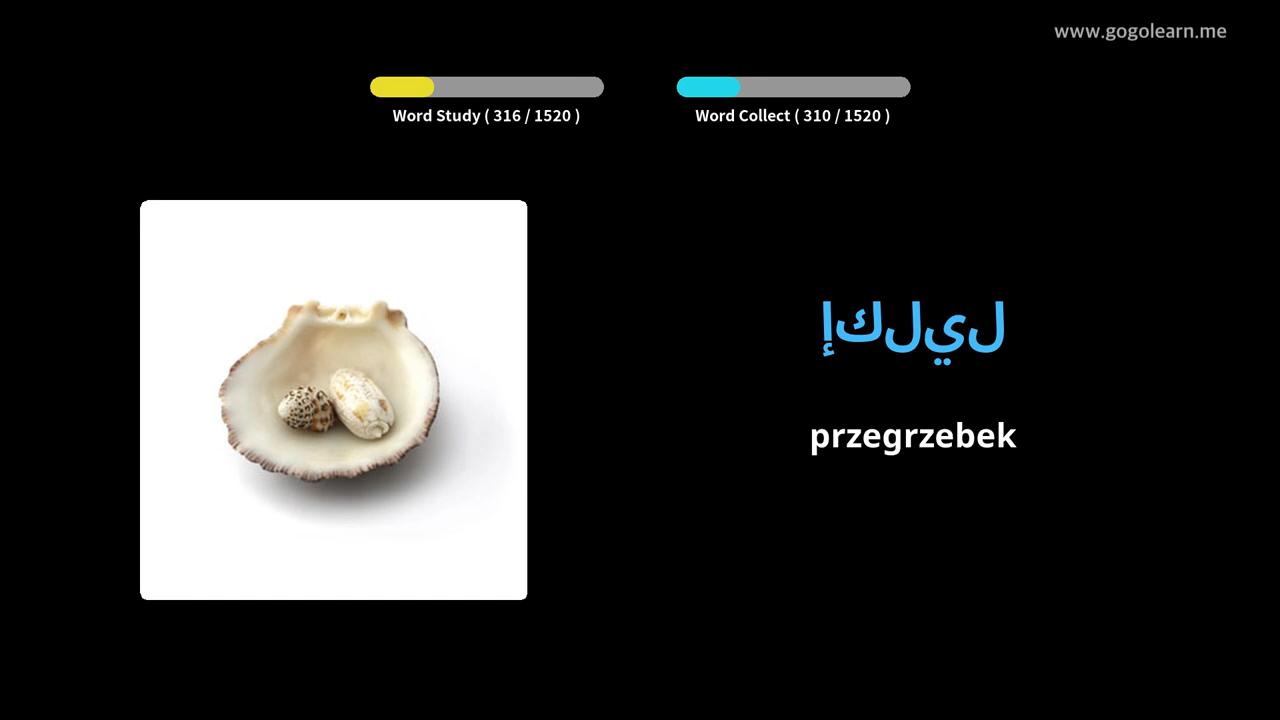 www.gogolearn.me
Word Study ( 316 / 1520 )
Word Collect ( 310 / 1520 )
إكليل
przegrzebek